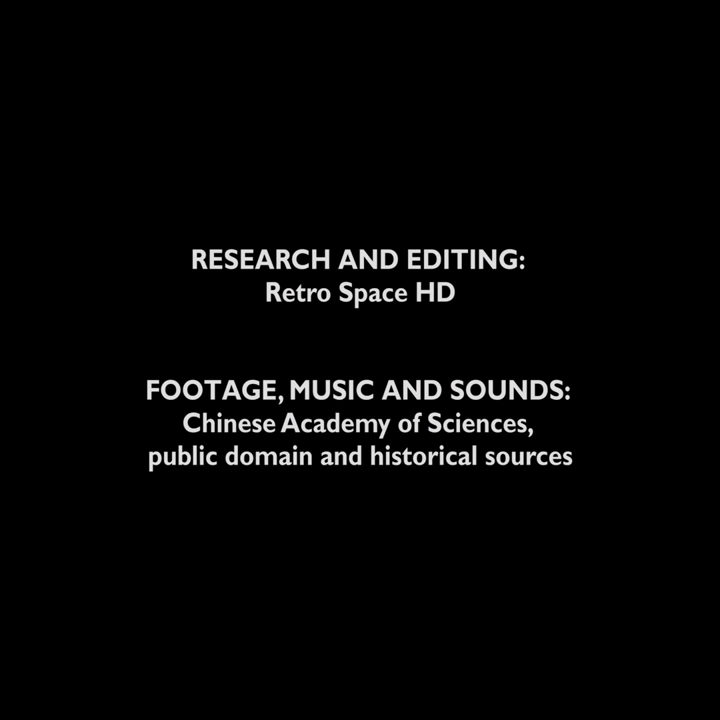 RESEARCH AND EDITING:
Retro Space HD
FOOTAGE, MUSIC AND SOUNDS:
Chinese Academy of Sciences,
public domain and historical sources